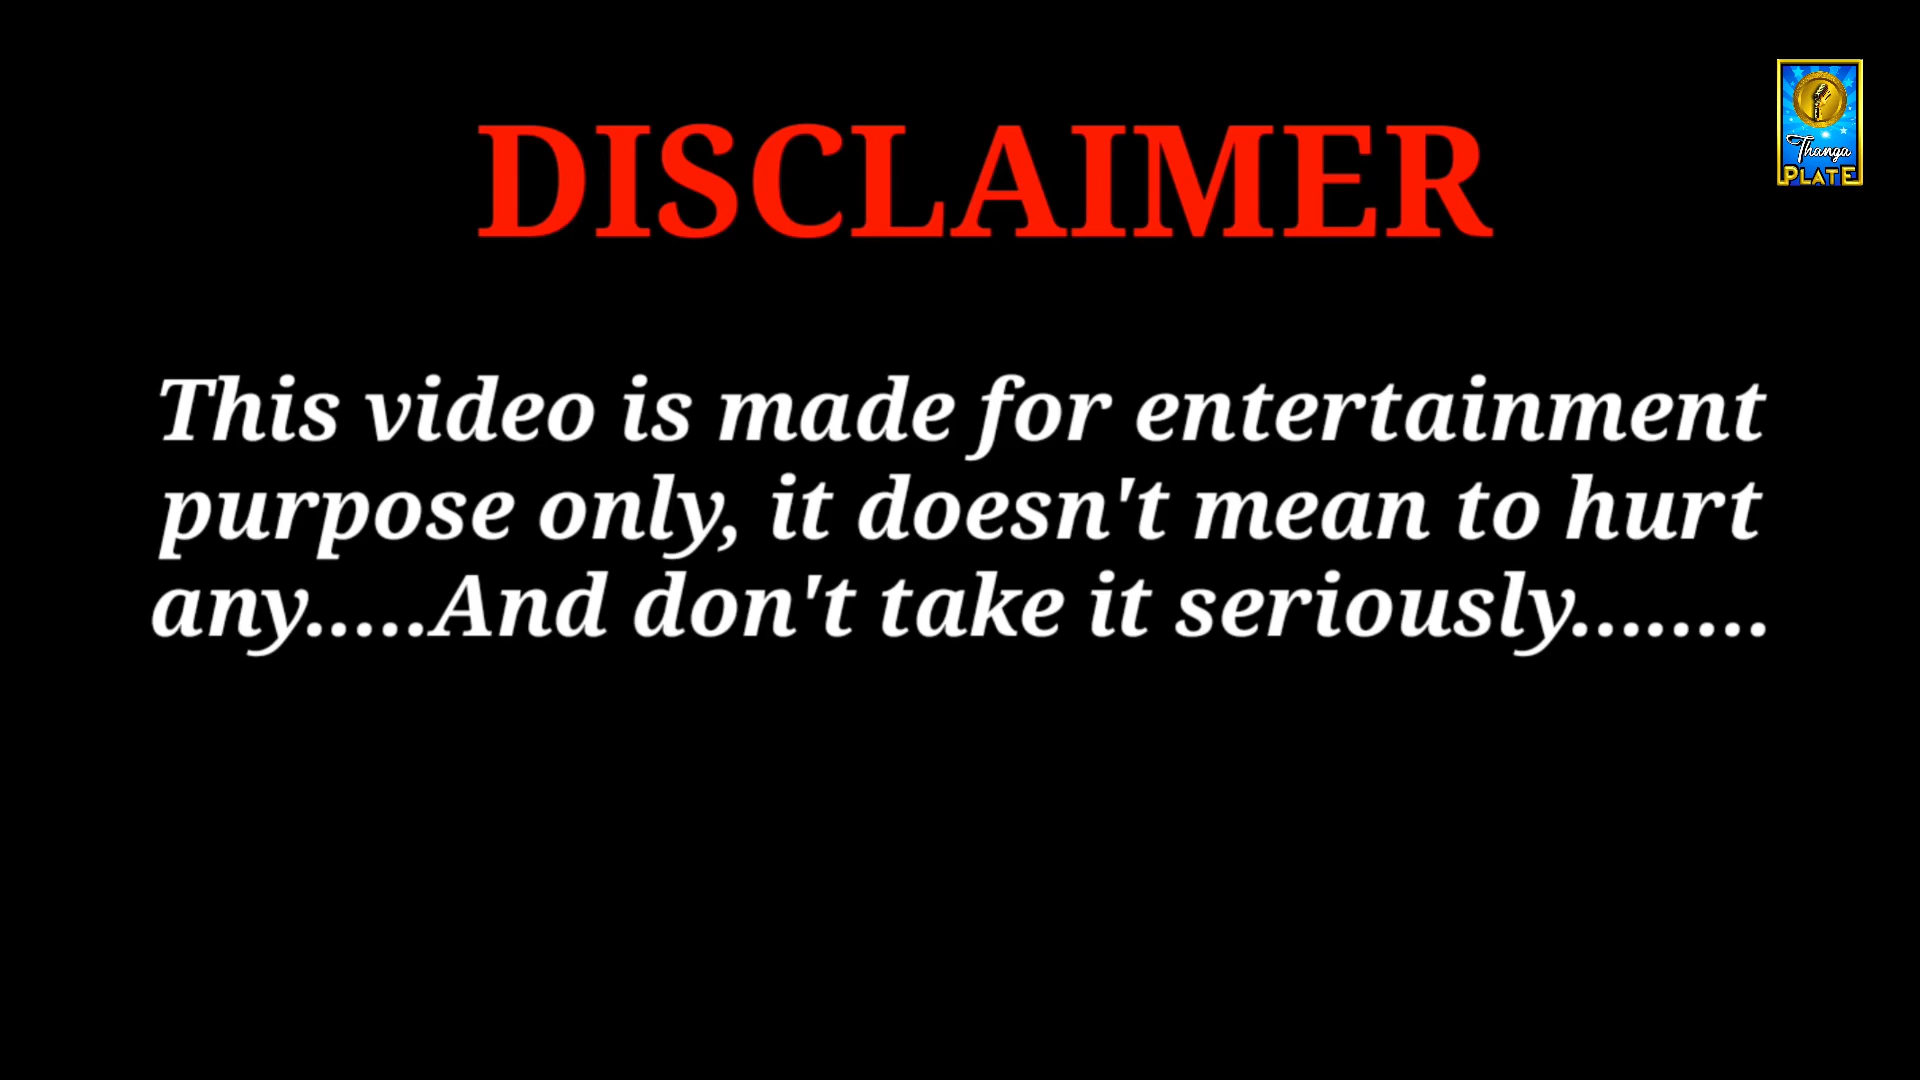 DISCLAIMER
Thanga
PLATE
This video is made for entertainment
purpose only, it doesn't mean to hurt
any.....And don't take it seriously........